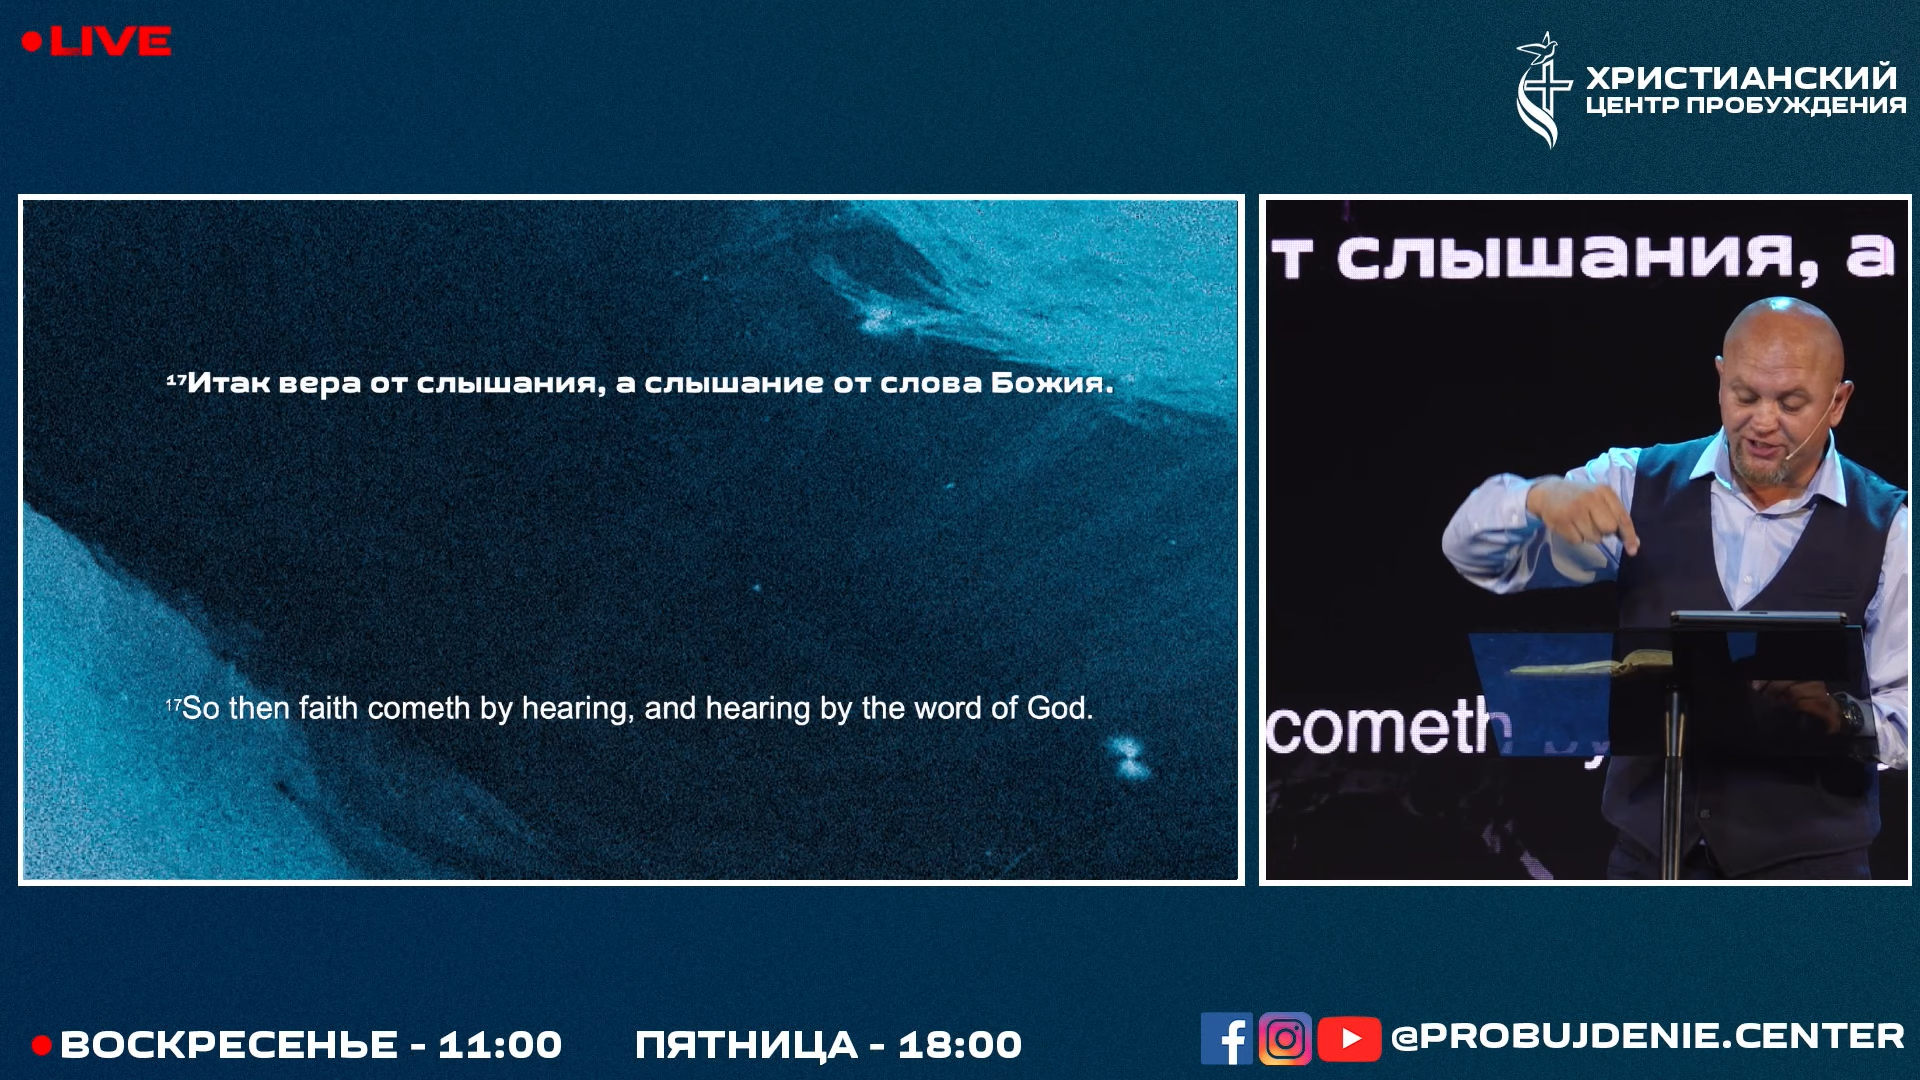 LIVE
ХРИСТИАНСКИЙ
ЦЕНТР ПРОБУЖДЕНИЯ
¹⁷Итак вера от слышания, а слышание от слова Божия.
¹⁷So then faith cometh by hearing, and hearing by the word of God.
т слышания, а
cometh by
ВОСКРЕСЕНЬЕ - 11:00
ПЯТНИЦА - 18:00
@PROBUJDENIE.CENTER